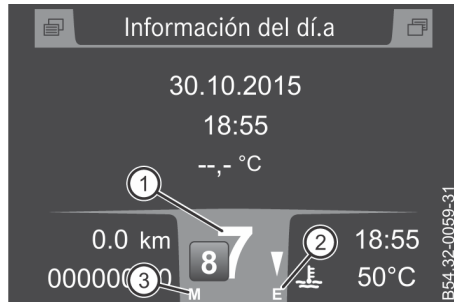 Información del dí.a
30.10.2015
18:55
--,- °C
1
0.0 km
8 7
2
18:55
3
M
E
50°C
B54.32-0059-31